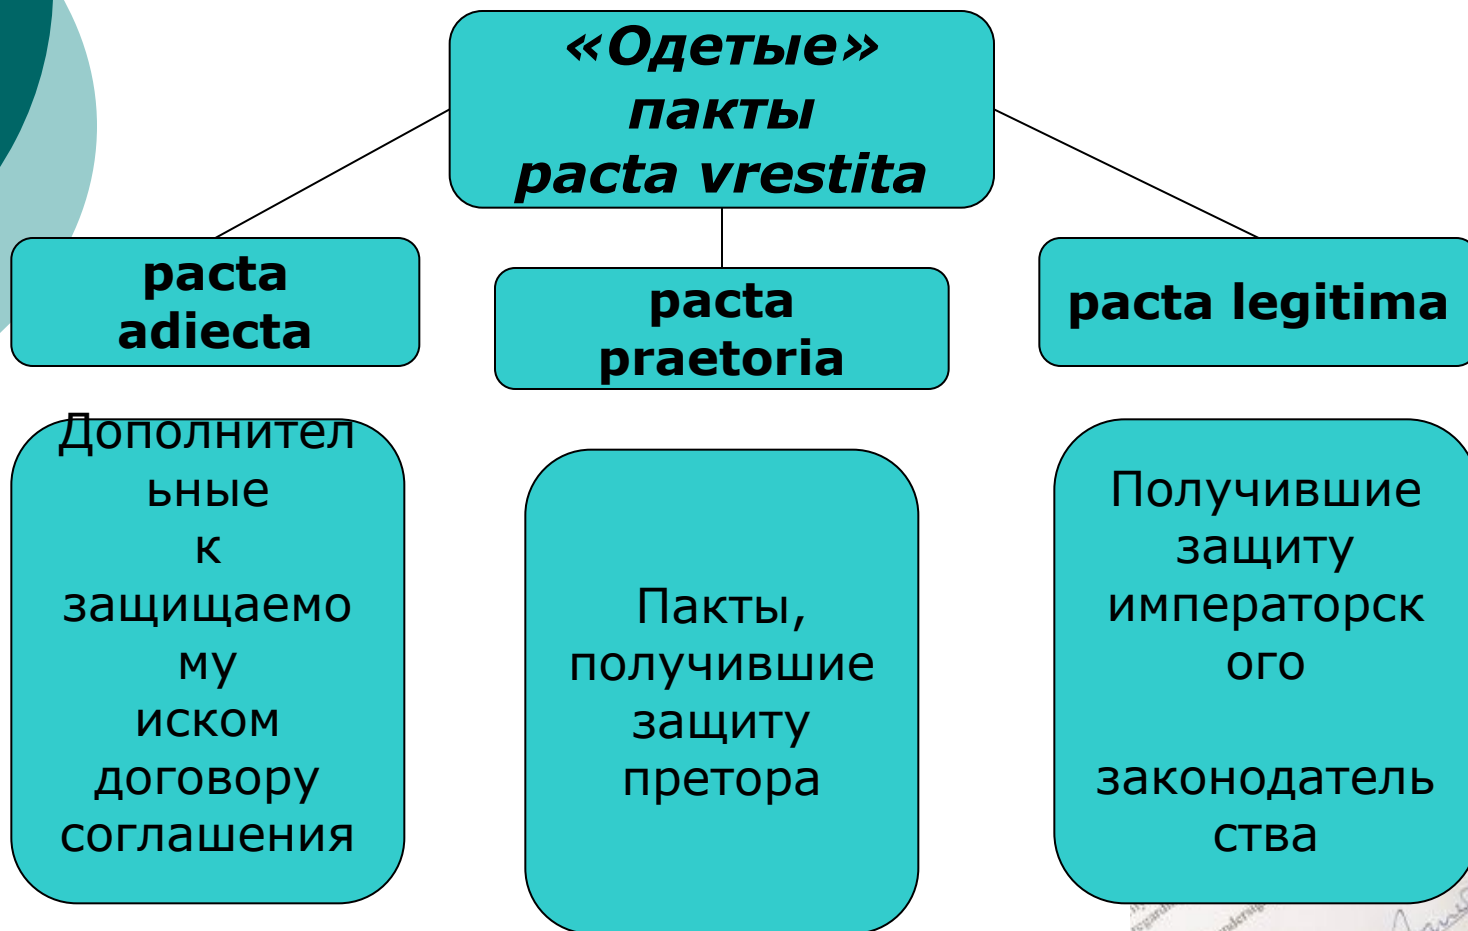 «Одетые»
пакты
pacta vrestita
pacta
adiecta
pacta
praetoria
pacta legitima
Дополнител
ьные
к
защищаемо
му
иском
договору
соглашения
Пакты,
получившие
защиту
претора
Получившие
защиту
императорск
ого
законодатель
ства